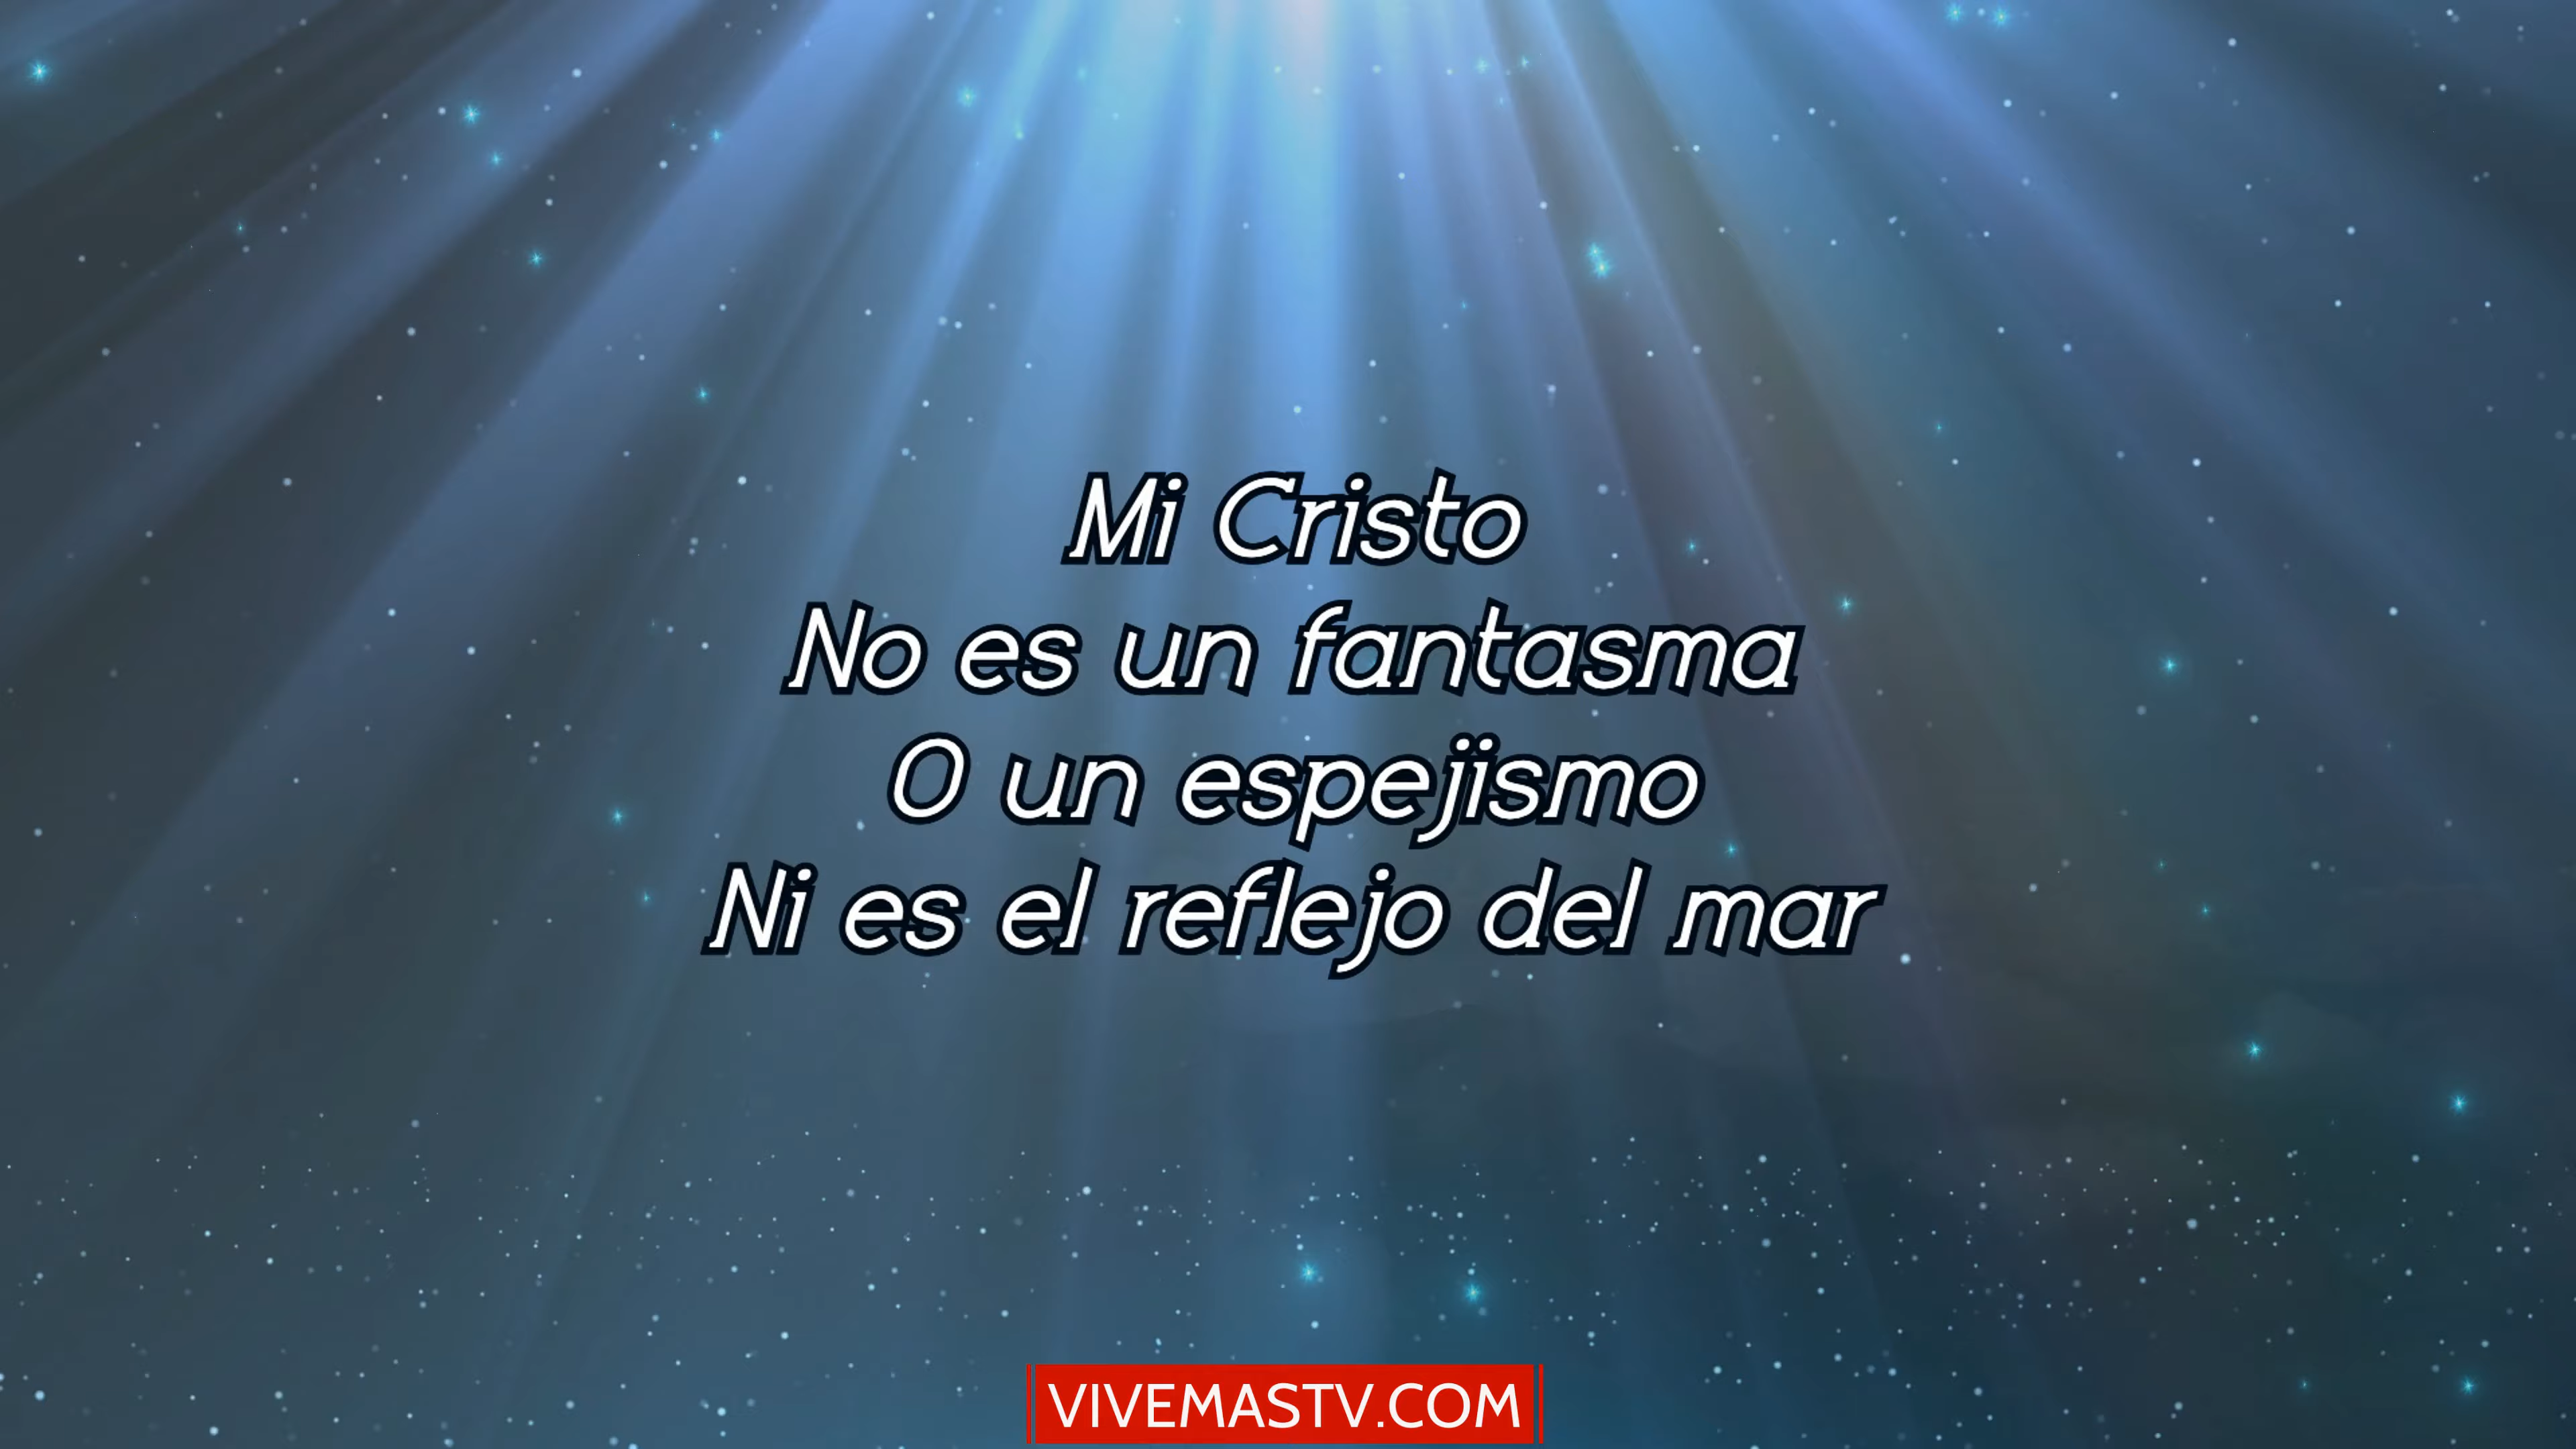 Mi Cristo
No es un fantasma
O un espejismo
Ni es el reflejo del mar
VIVEMASTV.COM